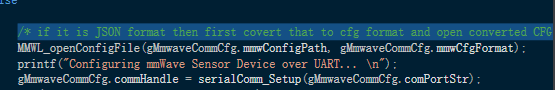 else
/* if it is JSON format then first covert that to cfg format and open converted CFG
MMWL_openConfigFile(gMmwaveCommCfg.mmwConfigPath, gMmwaveCommCfg.mmwCfgFormat);
printf("Configuring mmWave Sensor Device over UART... \n");
gMmwaveCommCfg.commHandle = serialComm_Setup(gMmwaveCommCfg.comPortStr);